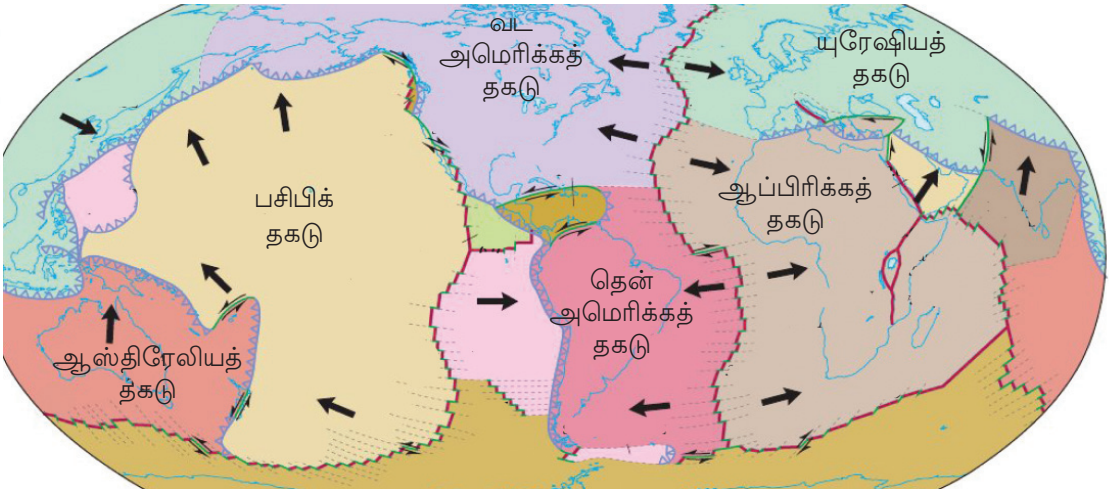 வட
அமெரிக்கத்
தகடு
யுரேஷியத்
தகடு
பசிபிக்
தகடு
ஆப்பிரிக்கத்
தகடு
தென்
அமெரிக்கத்
தகடு
ஆஸ்திரேலியத்
தகடு